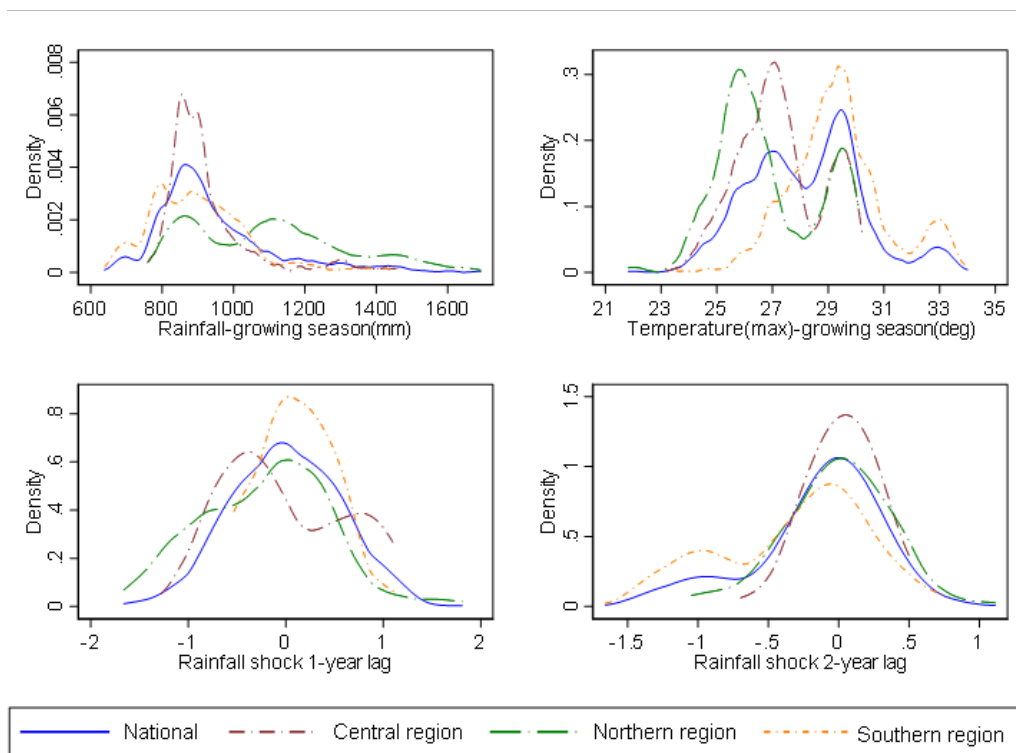 .008
.006
.004
.002
0
Density
600 800 1000 1200 1400 1600
Rainfall-growing season(mm)
.3
.2
.1
0
Density
21 23 25 27 29 31 33 35
Temperature(max)-growing season(deg)
.8
.6
.4
.2
0
Density
-2 -1 0 1 2
Rainfall shock 1-year lag
1.5
1
.5
0
Density
-1.5 -1 -.5 0 .5 1
Rainfall shock 2-year lag
National Central region Northern region Southern region